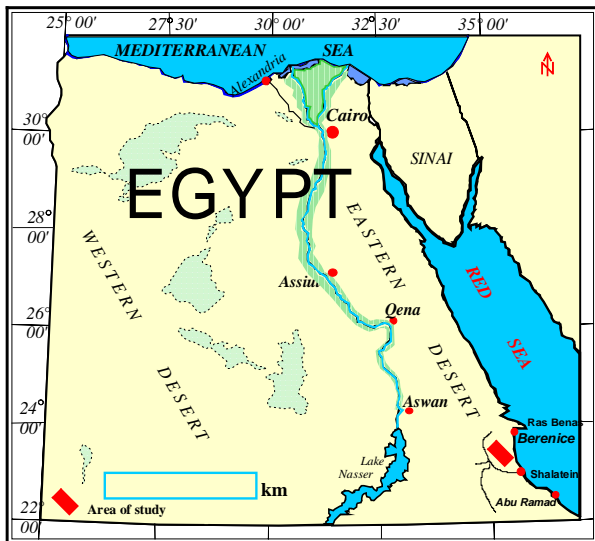 25° 00' 27° 30' 30° 00' 32° 30' 35° 00'
MEDITERRANEAN SEA
Alexandria
N
30° 00'
Cairo
SINAI
EGYPT
28° 00'
EASTERN
WESTERN
RED
Assiut
26° 00'
Qena
SEA
DESERT
DESERT
24° 00'
Aswan
Ras Benas
Berenice
Lake
Nasser
Shalatein
km
Abu Ramad
Area of study
22° 00'